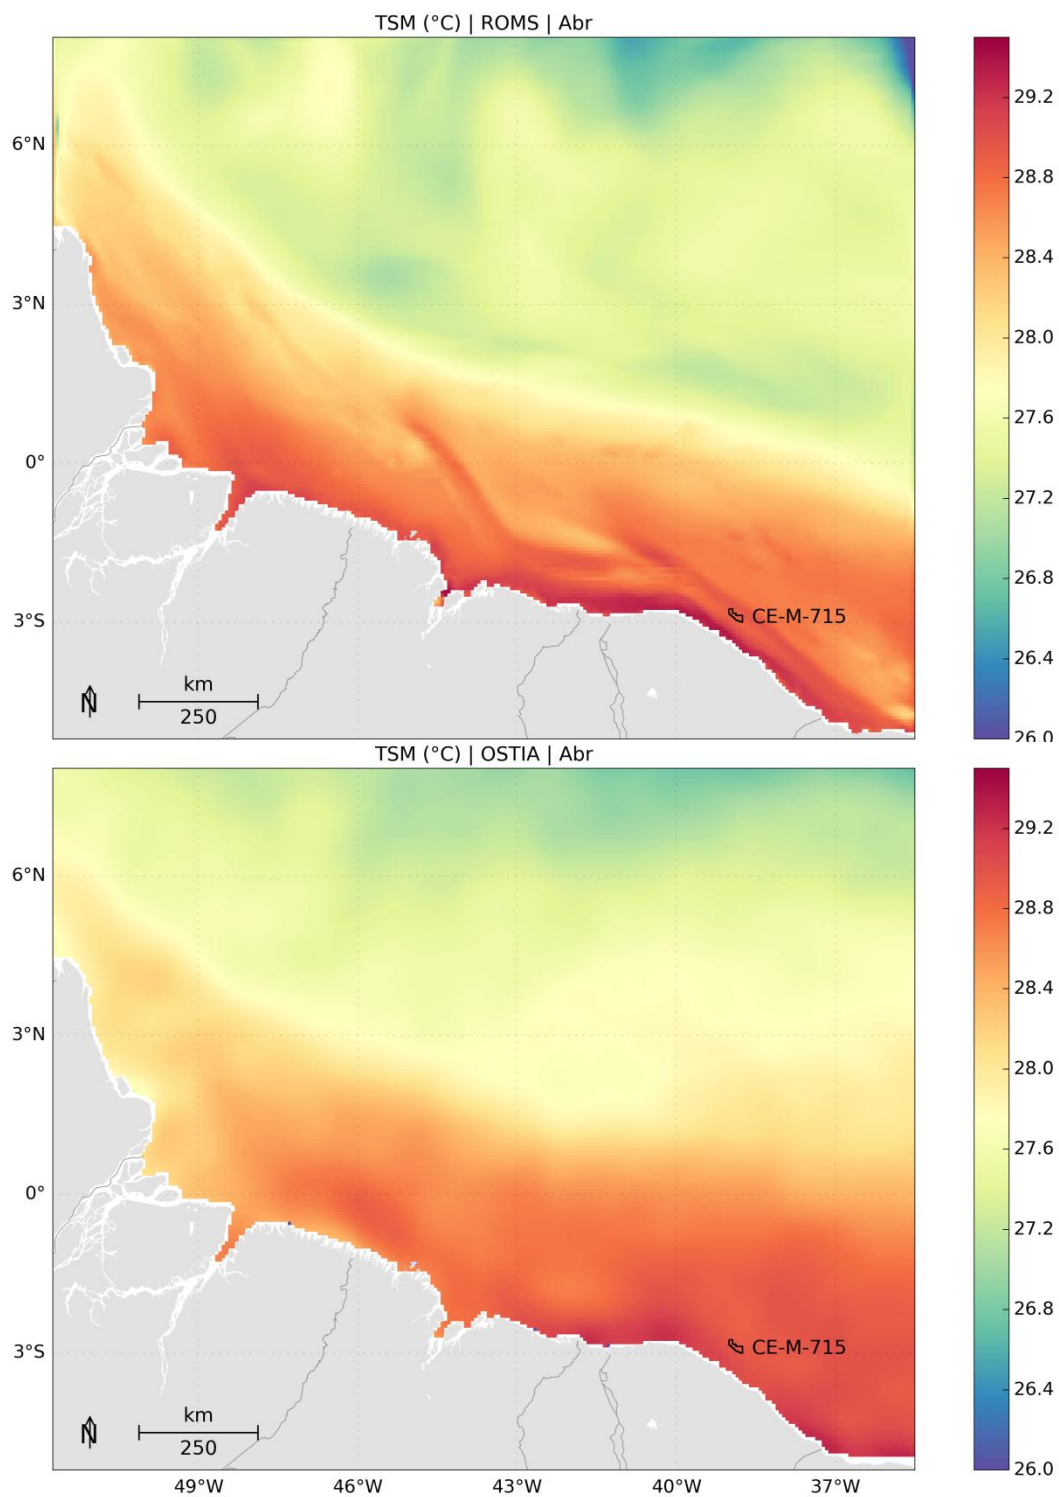 TSM (°C) | ROMS | Abr
6°N
3°N
0°
3°S
CE-M-715
N
km
250
29.2
28.8
28.4
28.0
27.6
27.2
26.8
26.4
26.0
TSM (°C) | OSTIA | Abr
6°N
3°N
0°
3°S
CE-M-715
N
km
250
49°W 46°W 43°W 40°W 37°W
29.2
28.8
28.4
28.0
27.6
27.2
26.8
26.4
26.0